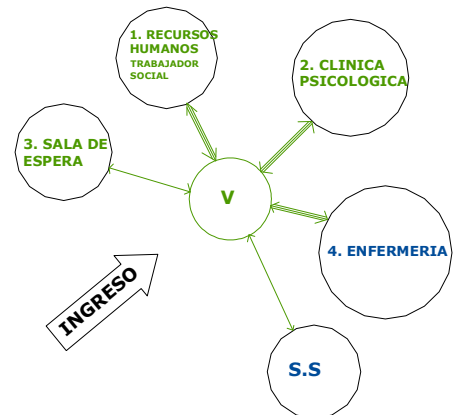 1. RECURSOS
HUMANOS
TRABAJADOR
SOCIAL
2. CLINICA
PSICOLOGICA
3. SALA DE
ESPERA
V
4. ENFERMERIA
INGRESO
S.S